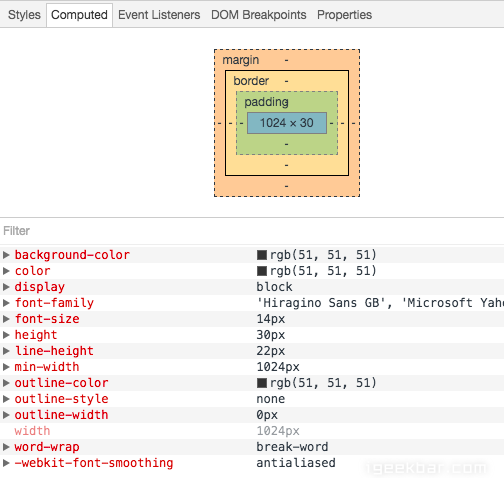 Styles Computed Event Listeners DOM Breakpoints Properties
margin -
border -
padding -
- - - 1024 × 30 - - -
-
-
-
Filter
background-color rgb(51, 51, 51)
color rgb(51, 51, 51)
display block
font-family 'Hiragino Sans GB', 'Microsoft Yahe
font-size 14px
height 30px
line-height 22px
min-width 1024px
outline-color rgb(51, 51, 51)
outline-style none
outline-width 0px
width 1024px
word-wrap break-word
-webkit-font-smoothing antialiased
igeekbar.com